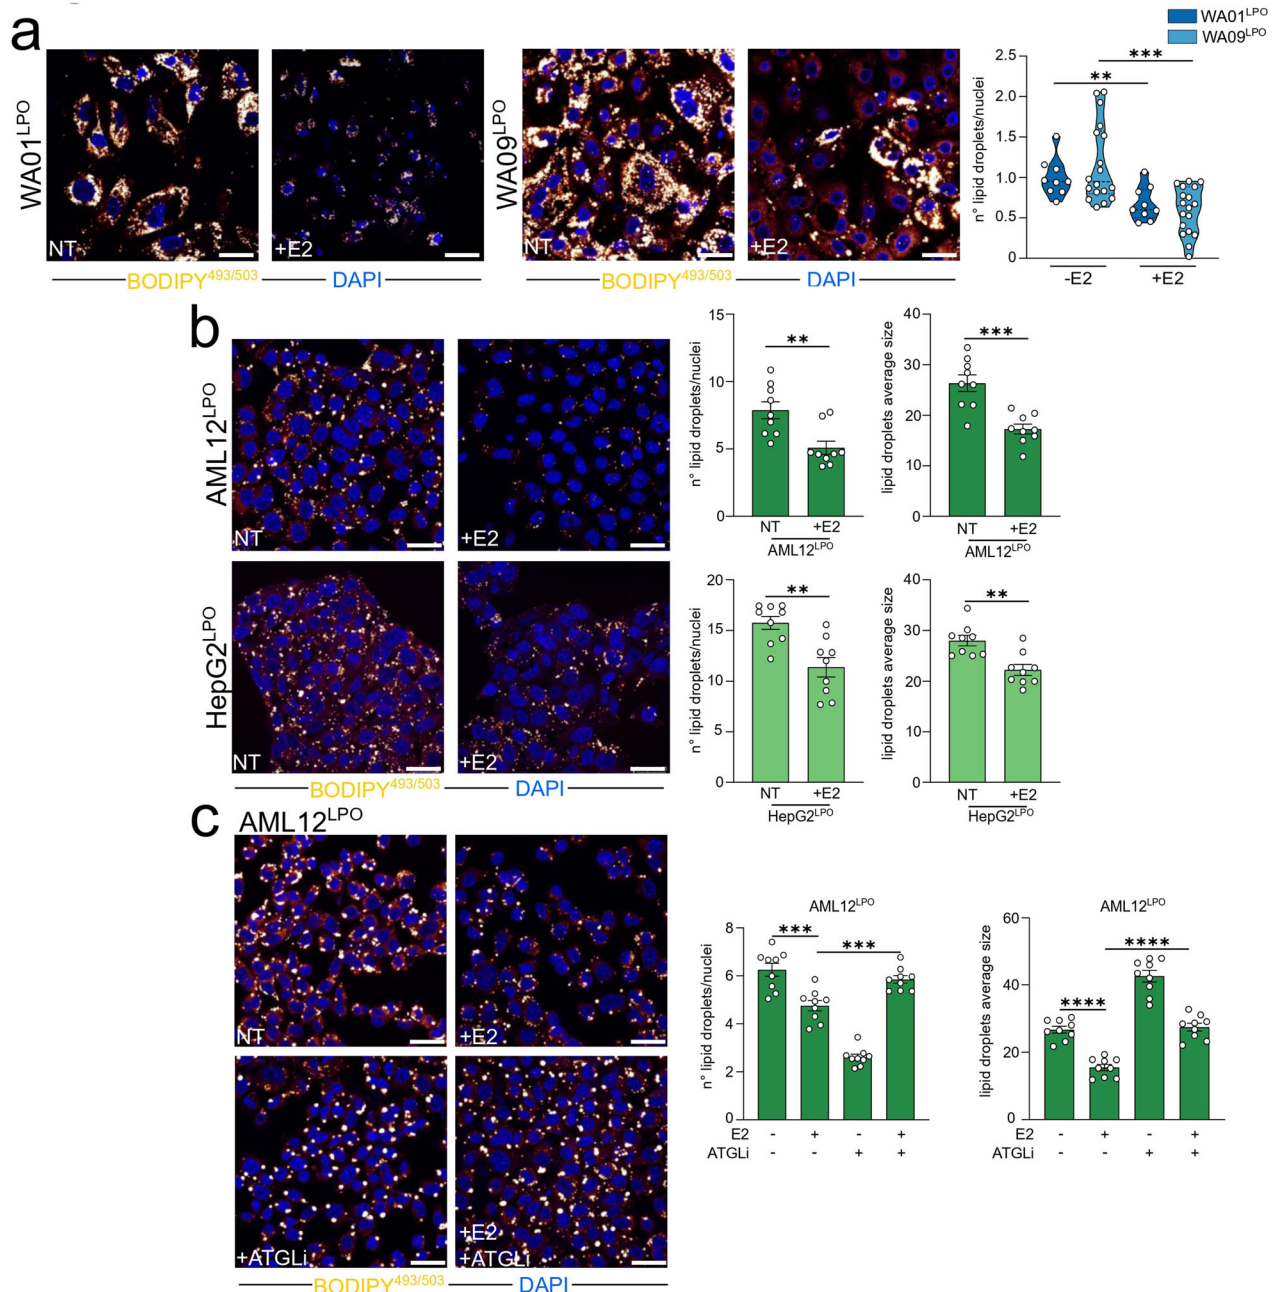 a
WA01LPO
NT
+E2
BODIPY493/503
DAPI
WA09LPO
NT
+E2
BODIPY493/503
DAPI
WA01LPO
WA09LPO
n° lipid droplets/nuclei
2.5
2.0
1.5
1.0
0.5
0.0
**
***
-E2
+E2
b
AML12LPO
NT
+E2
HepG2LPO
NT
+E2
BODIPY493/503
DAPI
n° lipid droplets/nuclei
15
10
5
0
**
NT
+E2
AML12LPO
lipid droplets average size
40
30
20
10
0
***
NT
+E2
AML12LPO
n° lipid droplets/nuclei
20
15
10
5
0
**
NT
+E2
HepG2LPO
lipid droplets average size
40
30
20
10
0
**
NT
+E2
HepG2LPO
c
AML12LPO
NT
+E2
+ATGLi
+E2
+ATGLi
BODIPY493/503
DAPI
AML12LPO
n° lipid droplets/nuclei
8
6
4
2
0
***
***
E2 - + - +
ATGLi - - + +
AML12LPO
lipid droplets average size
60
40
20
0
****
****
E2 - + - +
ATGLi - - + +